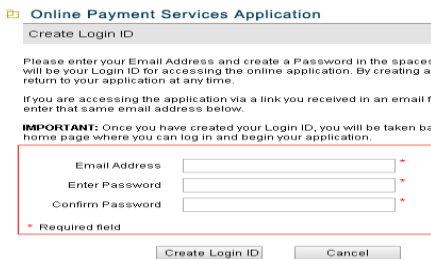 Online Payment Services Application
Create Login ID
Please enter your Email Address and create a Password in the spaces
will be your Login ID for accessing the online application. By creating a
return to your application at any time.
If you are accessing the application via a link you received in an email f
enter that same email address below.
IMPORTANT: Once you have created your Login ID, you will be taken ba
home page where you can log in and begin your application.
Email Address *
Enter Password *
Confirm Password *
* Required field
Create Login ID Cancel